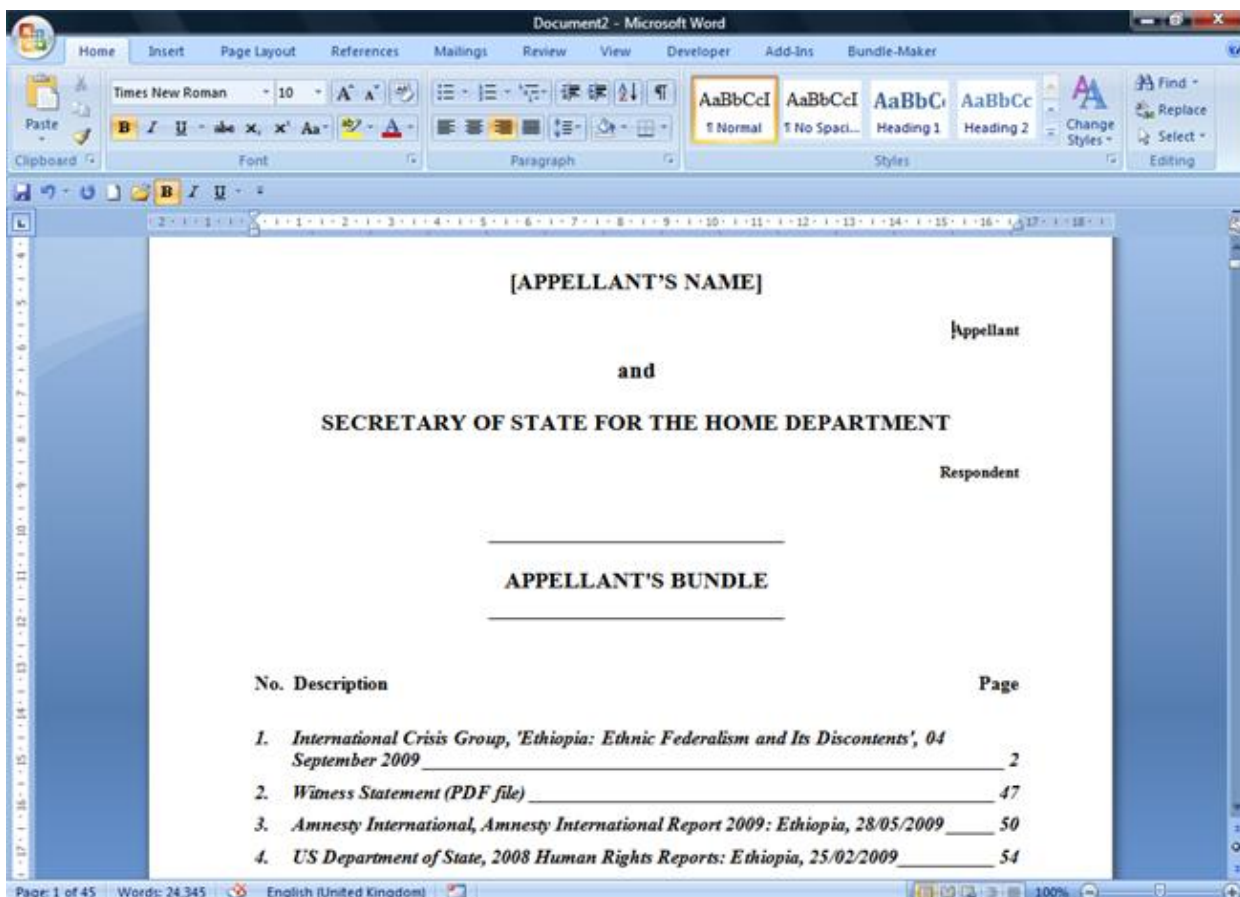 Document2 - Microsoft Word
Home Insert Page Layout References Mailings Review View Developer Add-Ins Bundle-Maker
Times New Roman 10
Paste
Clipboard Font Paragraph Styles Editing
AaBbCcI AaBbCcI AaBbC AaBbCc
¶ Normal ¶ No Spaci... Heading 1 Heading 2
Change Styles
Find
Replace
Select
[APPELLANT'S NAME]
Appellant
and
SECRETARY OF STATE FOR THE HOME DEPARTMENT
Respondent
APPELLANT'S BUNDLE
No. Description Page
1. International Crisis Group, 'Ethiopia: Ethnic Federalism and Its Discontents', 04
September 2009 2
2. Witness Statement (PDF file) 47
3. Amnesty International, Amnesty International Report 2009: Ethiopia, 28/05/2009 50
4. US Department of State, 2008 Human Rights Reports: Ethiopia, 25/02/2009 54
Page: 1 of 45 Words: 24,345 English (United Kingdom) 100%